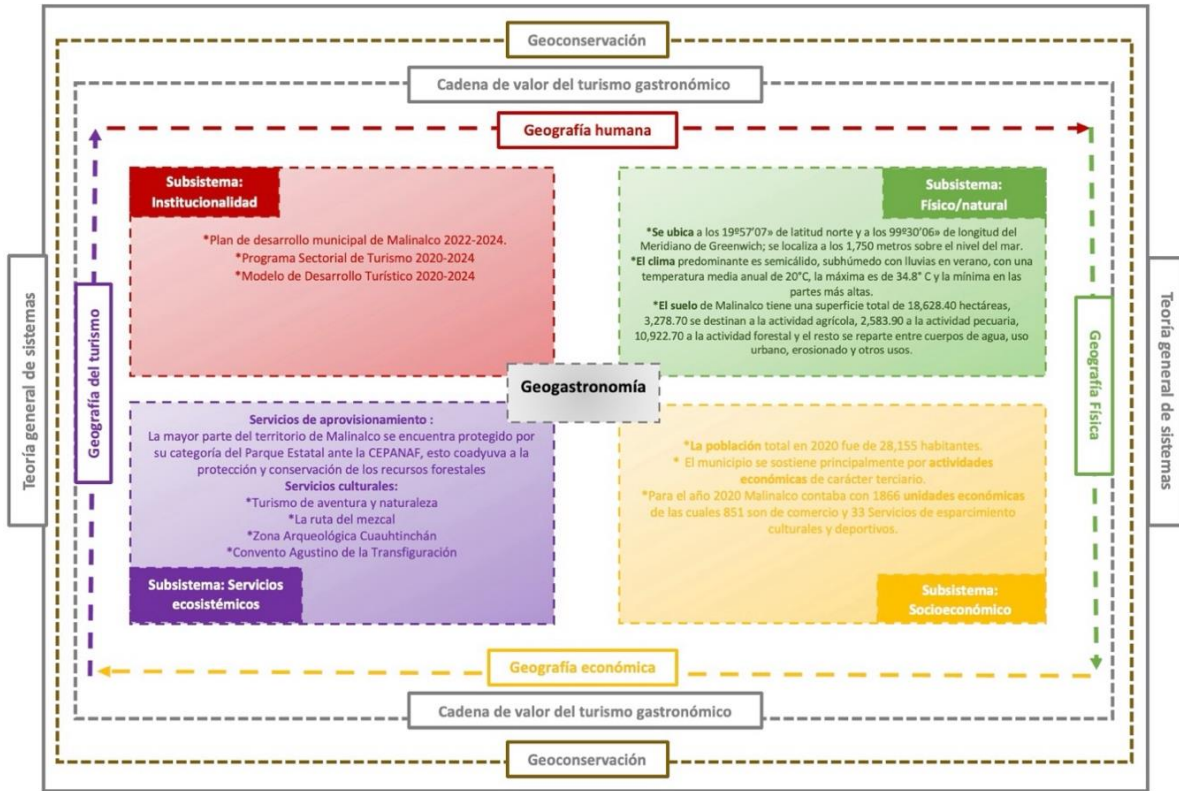 Geoconservación
Cadena de valor del turismo gastronómico
Geografía humana
Teoría general de sistemas
Geografía del turismo
Subsistema:
Institucionalidad
*Plan de desarrollo municipal de Malinalco 2022-2024.
*Programa Sectorial de Turismo 2020-2024
*Modelo de Desarrollo Turístico 2020-2024
Subsistema:
Físico/natural
*Se ubica a los 19º57'07» de latitud norte y a los 99º30'06» de longitud del
Meridiano de Greenwich; se localiza a los 1,750 metros sobre el nivel del mar.
*El clima predominante es semicálido, subhúmedo con lluvias en verano, con una
temperatura media anual de 20°C, la máxima es de 34.8° C y la mínima en las
partes más altas.
*El suelo de Malinalco tiene una superficie total de 18,628.40 hectáreas,
3,278.70 se destinan a la actividad agrícola, 2,583.90 a la actividad pecuaria,
10,922.70 a la actividad forestal y el resto se reparte entre cuerpos de agua, uso
urbano, erosionado y otros usos.
Geogastronomía
Servicios de aprovisionamiento :
La mayor parte del territorio de Malinalco se encuentra protegido por
su categoría del Parque Estatal ante la CEPANAF, esto coadyuva a la
protección y conservación de los recursos forestales
Servicios culturales:
*Turismo de aventura y naturaleza
*La ruta del mezcal
*Zona Arqueológica Cuauhtinchán
*Convento Agustino de la Transfiguración
Subsistema: Servicios
ecosistémicos
*La población total en 2020 fue de 28,155 habitantes.
* El municipio se sostiene principalmente por actividades
económicas de carácter terciario.
*Para el año 2020 Malinalco contaba con 1866 unidades económicas
de las cuales 851 son de comercio y 33 Servicios de esparcimiento
culturales y deportivos.
Subsistema:
Socioeconómico
Geografía Física
Teoría general de sistemas
Geografía económica
Cadena de valor del turismo gastronómico
Geoconservación